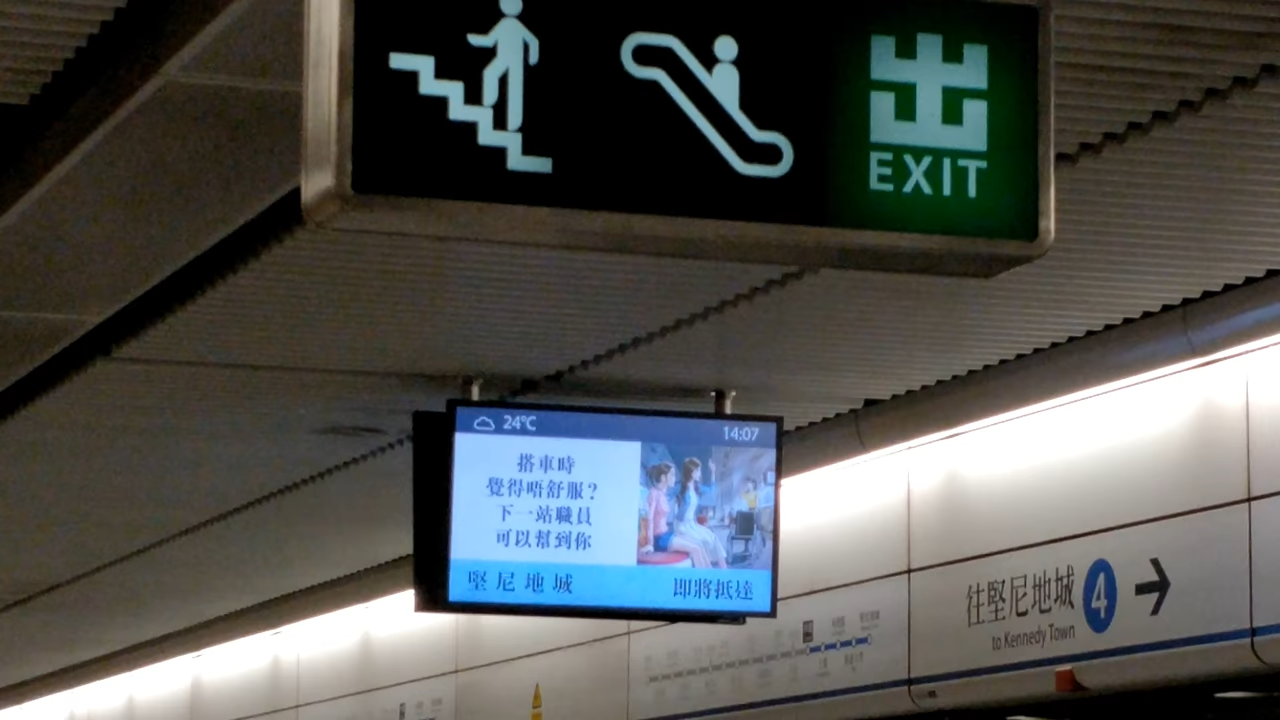 EXIT
24℃
14:07
搭車時
覺得唔舒服?
下一站職員
可以幫到你
堅尼地城
即將抵達
往堅尼地城 4
to Kennedy Town